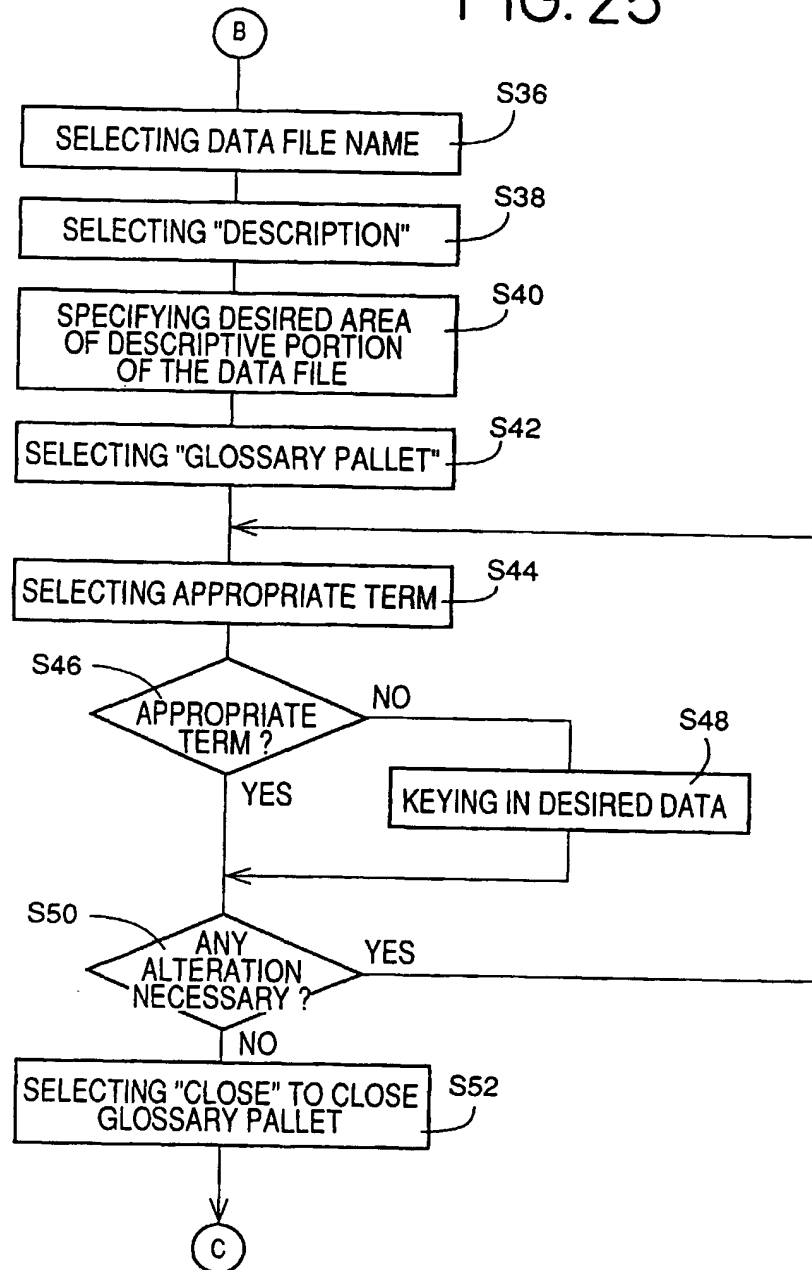 FIG. 25
B
S36
SELECTING DATA FILE NAME
S38
SELECTING "DESCRIPTION"
S40
SPECIFYING DESIRED AREA
OF DESCRIPTIVE PORTION
OF THE DATA FILE
S42
SELECTING "GLOSSARY PALLET"
S44
SELECTING APPROPRIATE TERM
S46
APPROPRIATE
TERM ?
NO
S48
YES
KEYING IN DESIRED DATA
S50
ANY
ALTERATION
NECESSARY ?
YES
NO
SELECTING "CLOSE" TO CLOSE
GLOSSARY PALLET
S52
C